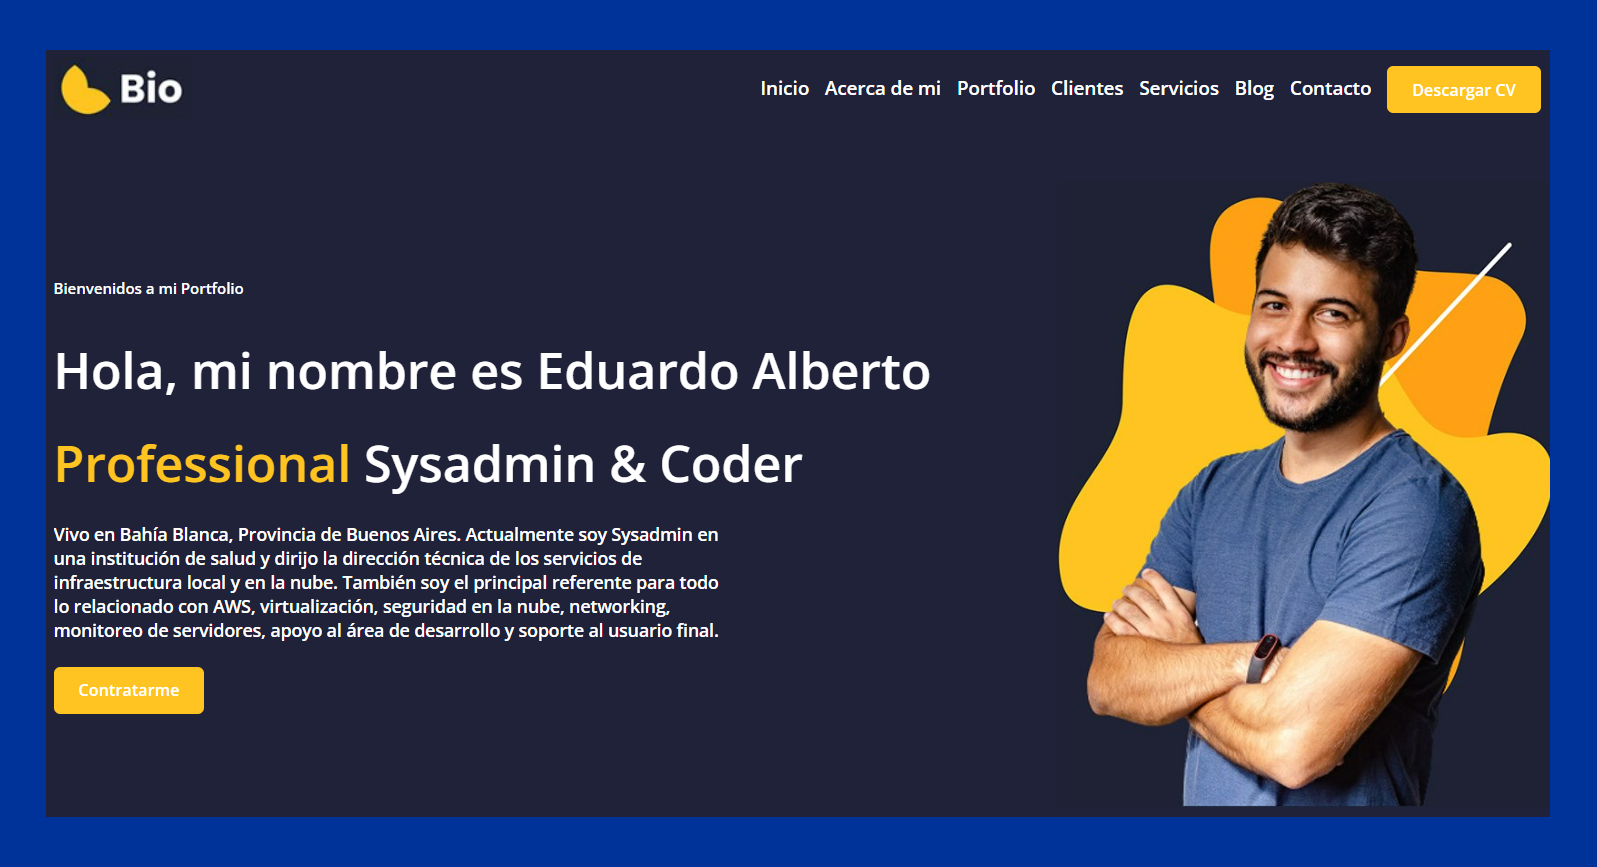 Bio
Inicio Acerca de mi Portfolio Clientes Servicios Blog Contacto Descargar CV
Bienvenidos a mi Portfolio
Hola, mi nombre es Eduardo Alberto
Professional Sysadmin & Coder
Vivo en Bahía Blanca, Provincia de Buenos Aires. Actualmente soy Sysadmin en
una institución de salud y dirijo la dirección técnica de los servicios de
infraestructura local y en la nube. También soy el principal referente para todo
lo relacionado con AWS, virtualización, seguridad en la nube, networking,
monitoreo de servidores, apoyo al área de desarrollo y soporte al usuario final.
Contratarme